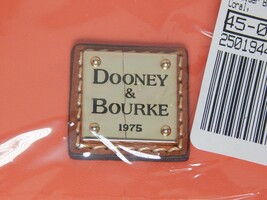 DOONEY
&
BOURKE
1975
Coral,
45-0
2501944